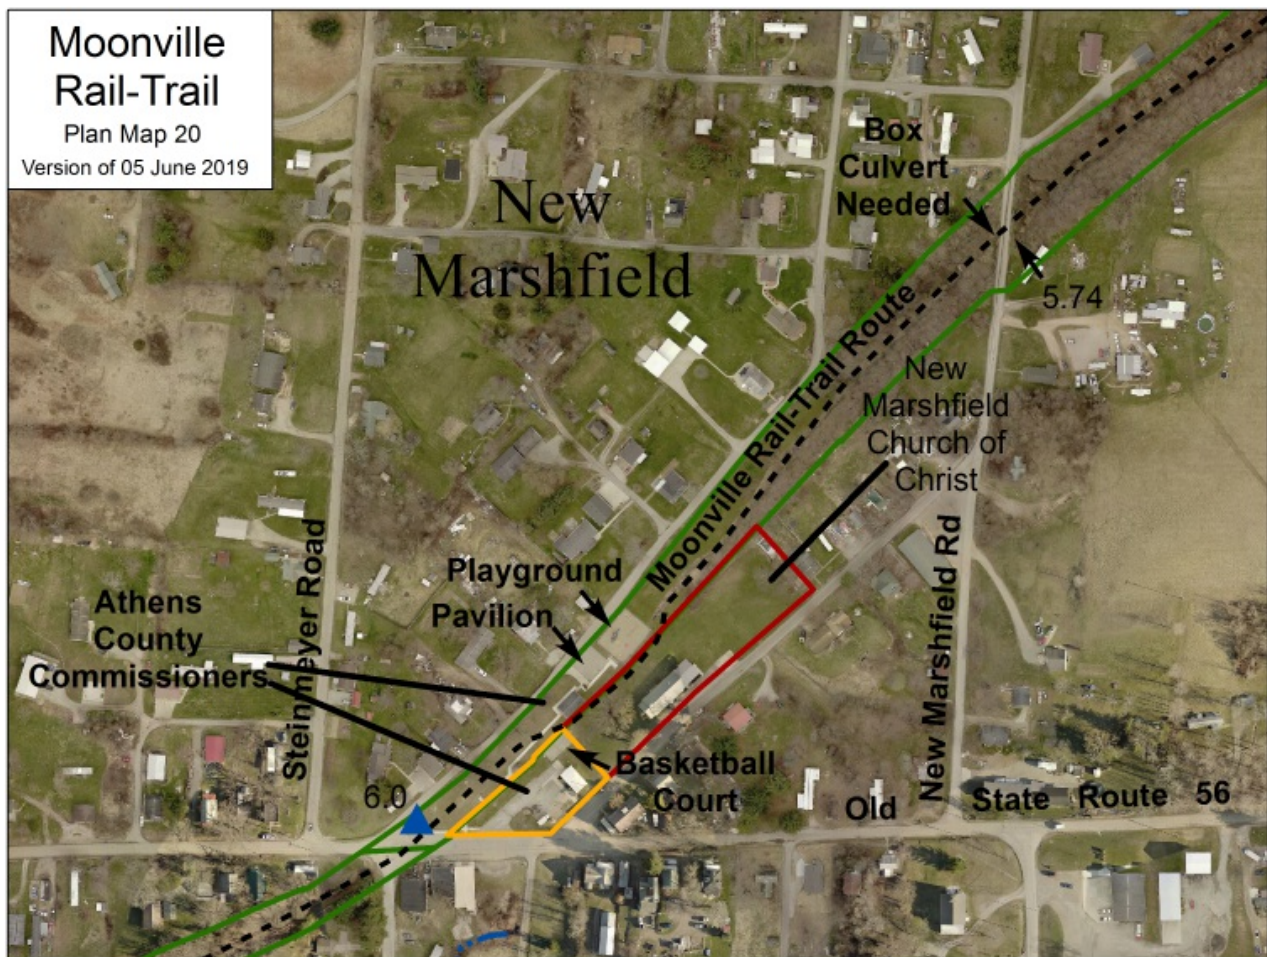 Moonville
Rail-Trail
Plan Map 20
Version of 05 June 2019
New
Marshfield
Box
Culvert
Needed
5.74
Moonville Rail-Trail Route
New
Marshfield
Church of
Christ
Playground
Pavilion
Athens
County
Commissioners
Steinmeyer Road
New Marshfield Rd
Basketball
Court
6.0
Old State Route 56